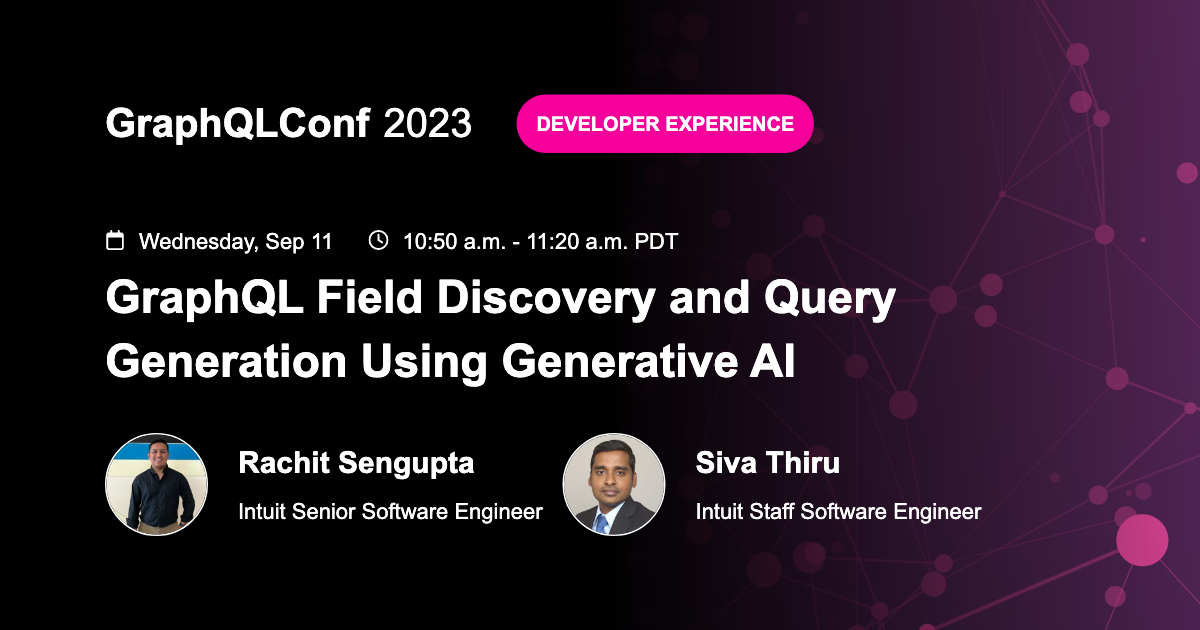 GraphQLConf 2023
DEVELOPER EXPERIENCE
Wednesday, Sep 11
10:50 a.m. - 11:20 a.m. PDT
GraphQL Field Discovery and Query
Generation Using Generative AI
Rachit Sengupta
Intuit Senior Software Engineer
Siva Thiru
Intuit Staff Software Engineer